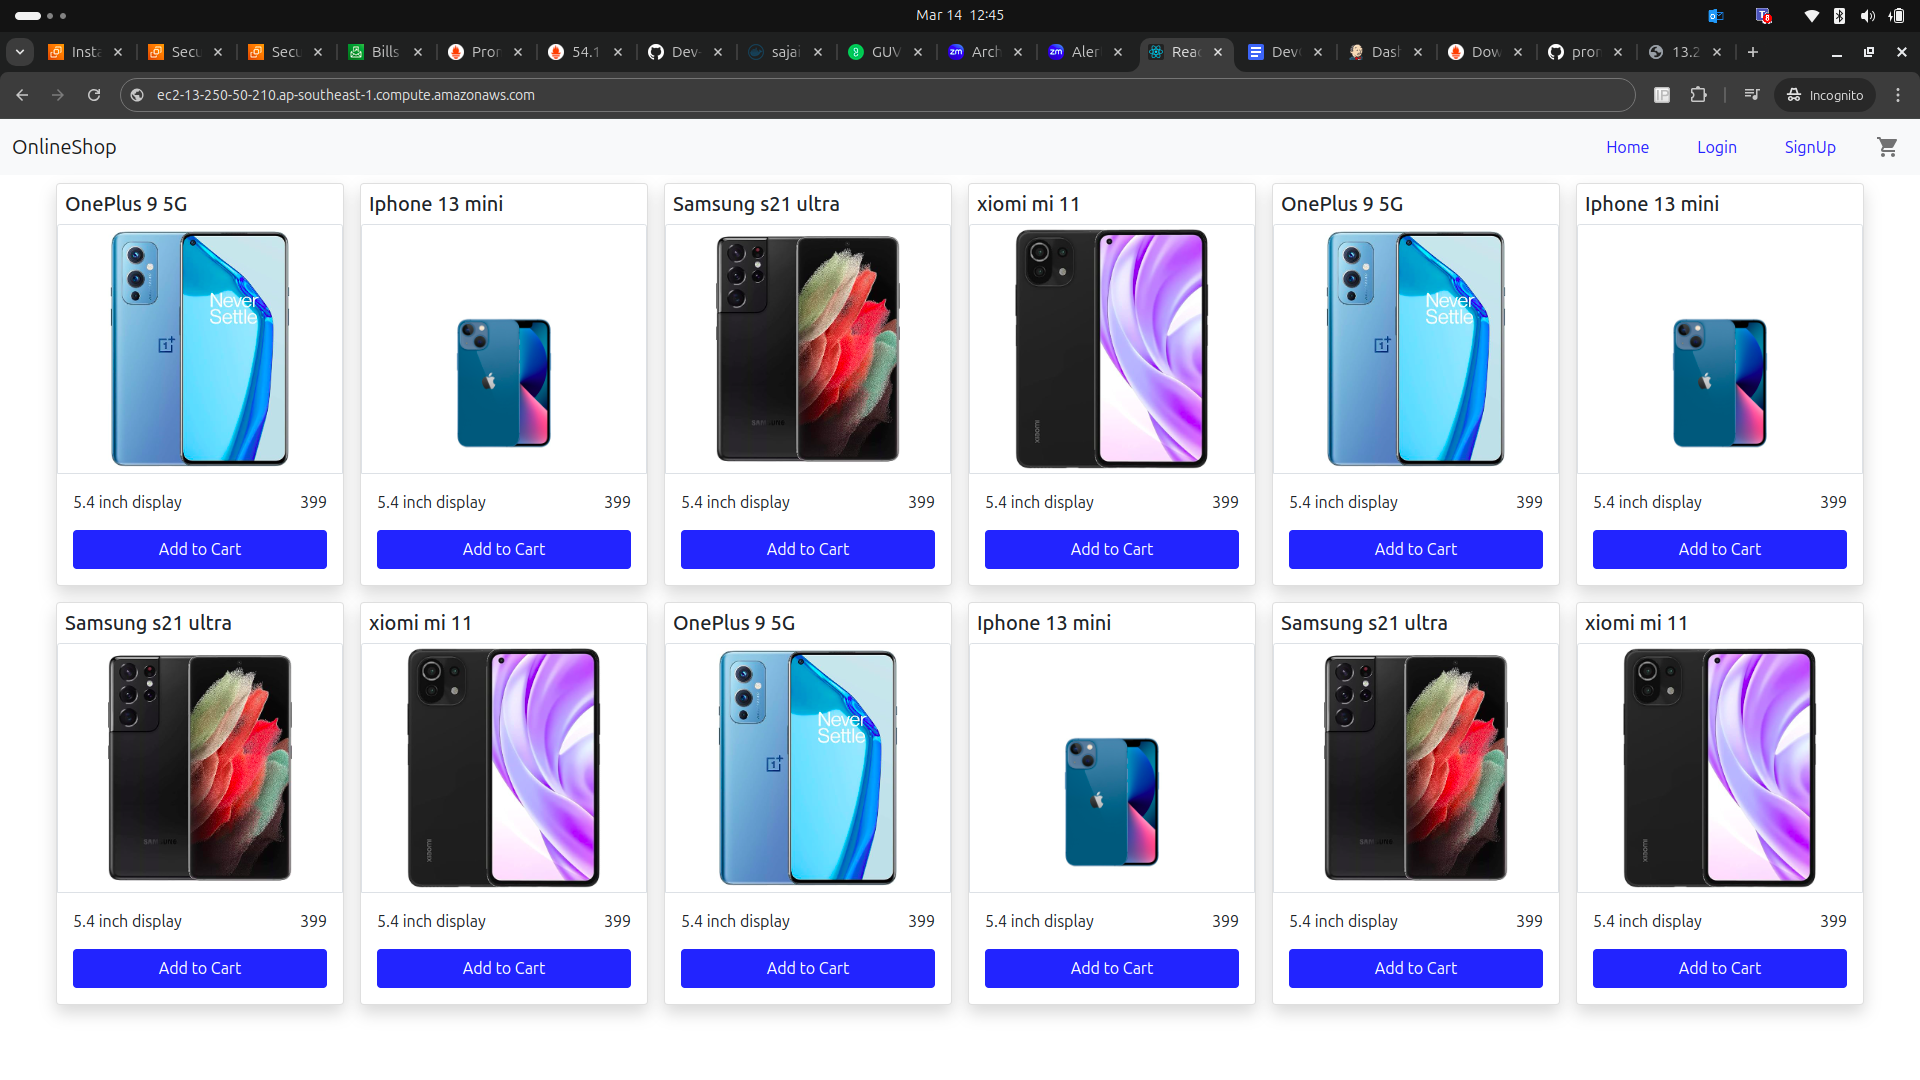 Mar 14 12:45
Insta
Secu
Secu
Bills
Pron
54.1
Dev-
sajai
GUV
Arch
Aler
Reac
Dev
Dash
Dow
pron
13.2
ec2-13-250-50-210.ap-southeast-1.compute.amazonaws.com
Incognito
OnlineShop
Home
Login
SignUp
OnePlus 9 5G
Iphone 13 mini
Samsung s21 ultra
xiomi mi 11
OnePlus 9 5G
Iphone 13 mini
Never
Settle
SAMSUNG
XIAOMI
Never
Settle
5.4 inch display 399
5.4 inch display 399
5.4 inch display 399
5.4 inch display 399
5.4 inch display 399
5.4 inch display 399
Add to Cart
Add to Cart
Add to Cart
Add to Cart
Add to Cart
Add to Cart
Samsung s21 ultra
xiomi mi 11
OnePlus 9 5G
Iphone 13 mini
Samsung s21 ultra
xiomi mi 11
SAMSUNG
XIAOMI
Never
Settle
SAMSUNG
XIAOMI
5.4 inch display 399
5.4 inch display 399
5.4 inch display 399
5.4 inch display 399
5.4 inch display 399
5.4 inch display 399
Add to Cart
Add to Cart
Add to Cart
Add to Cart
Add to Cart
Add to Cart